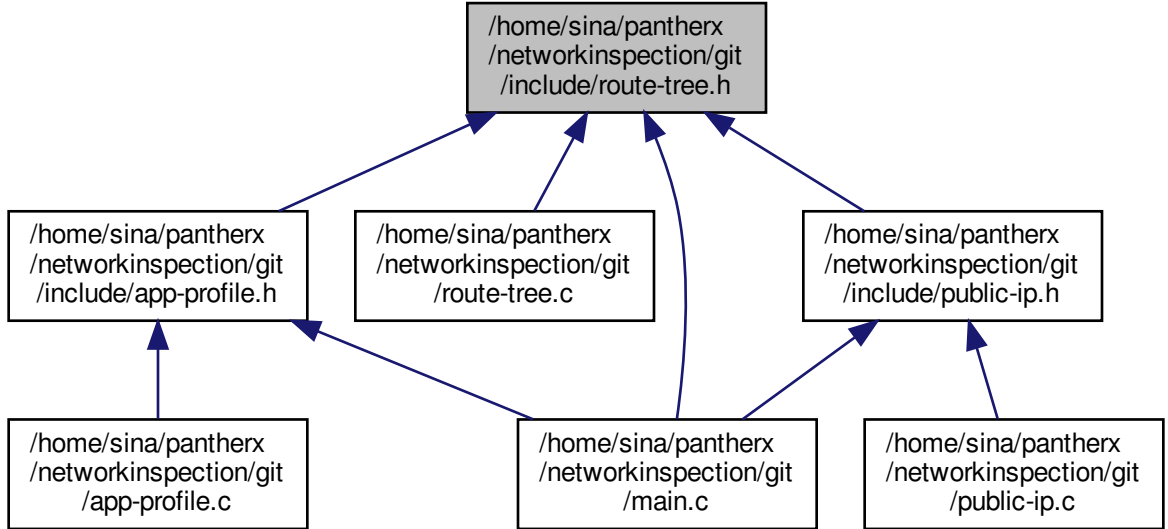 /home/sina/pantherx
/networkinspection/git
/include/route-tree.h
/home/sina/pantherx
/networkinspection/git
/include/app-profile.h
/home/sina/pantherx
/networkinspection/git
/route-tree.c
/home/sina/pantherx
/networkinspection/git
/include/public-ip.h
/home/sina/pantherx
/networkinspection/git
/app-profile.c
/home/sina/pantherx
/networkinspection/git
/main.c
/home/sina/pantherx
/networkinspection/git
/public-ip.c